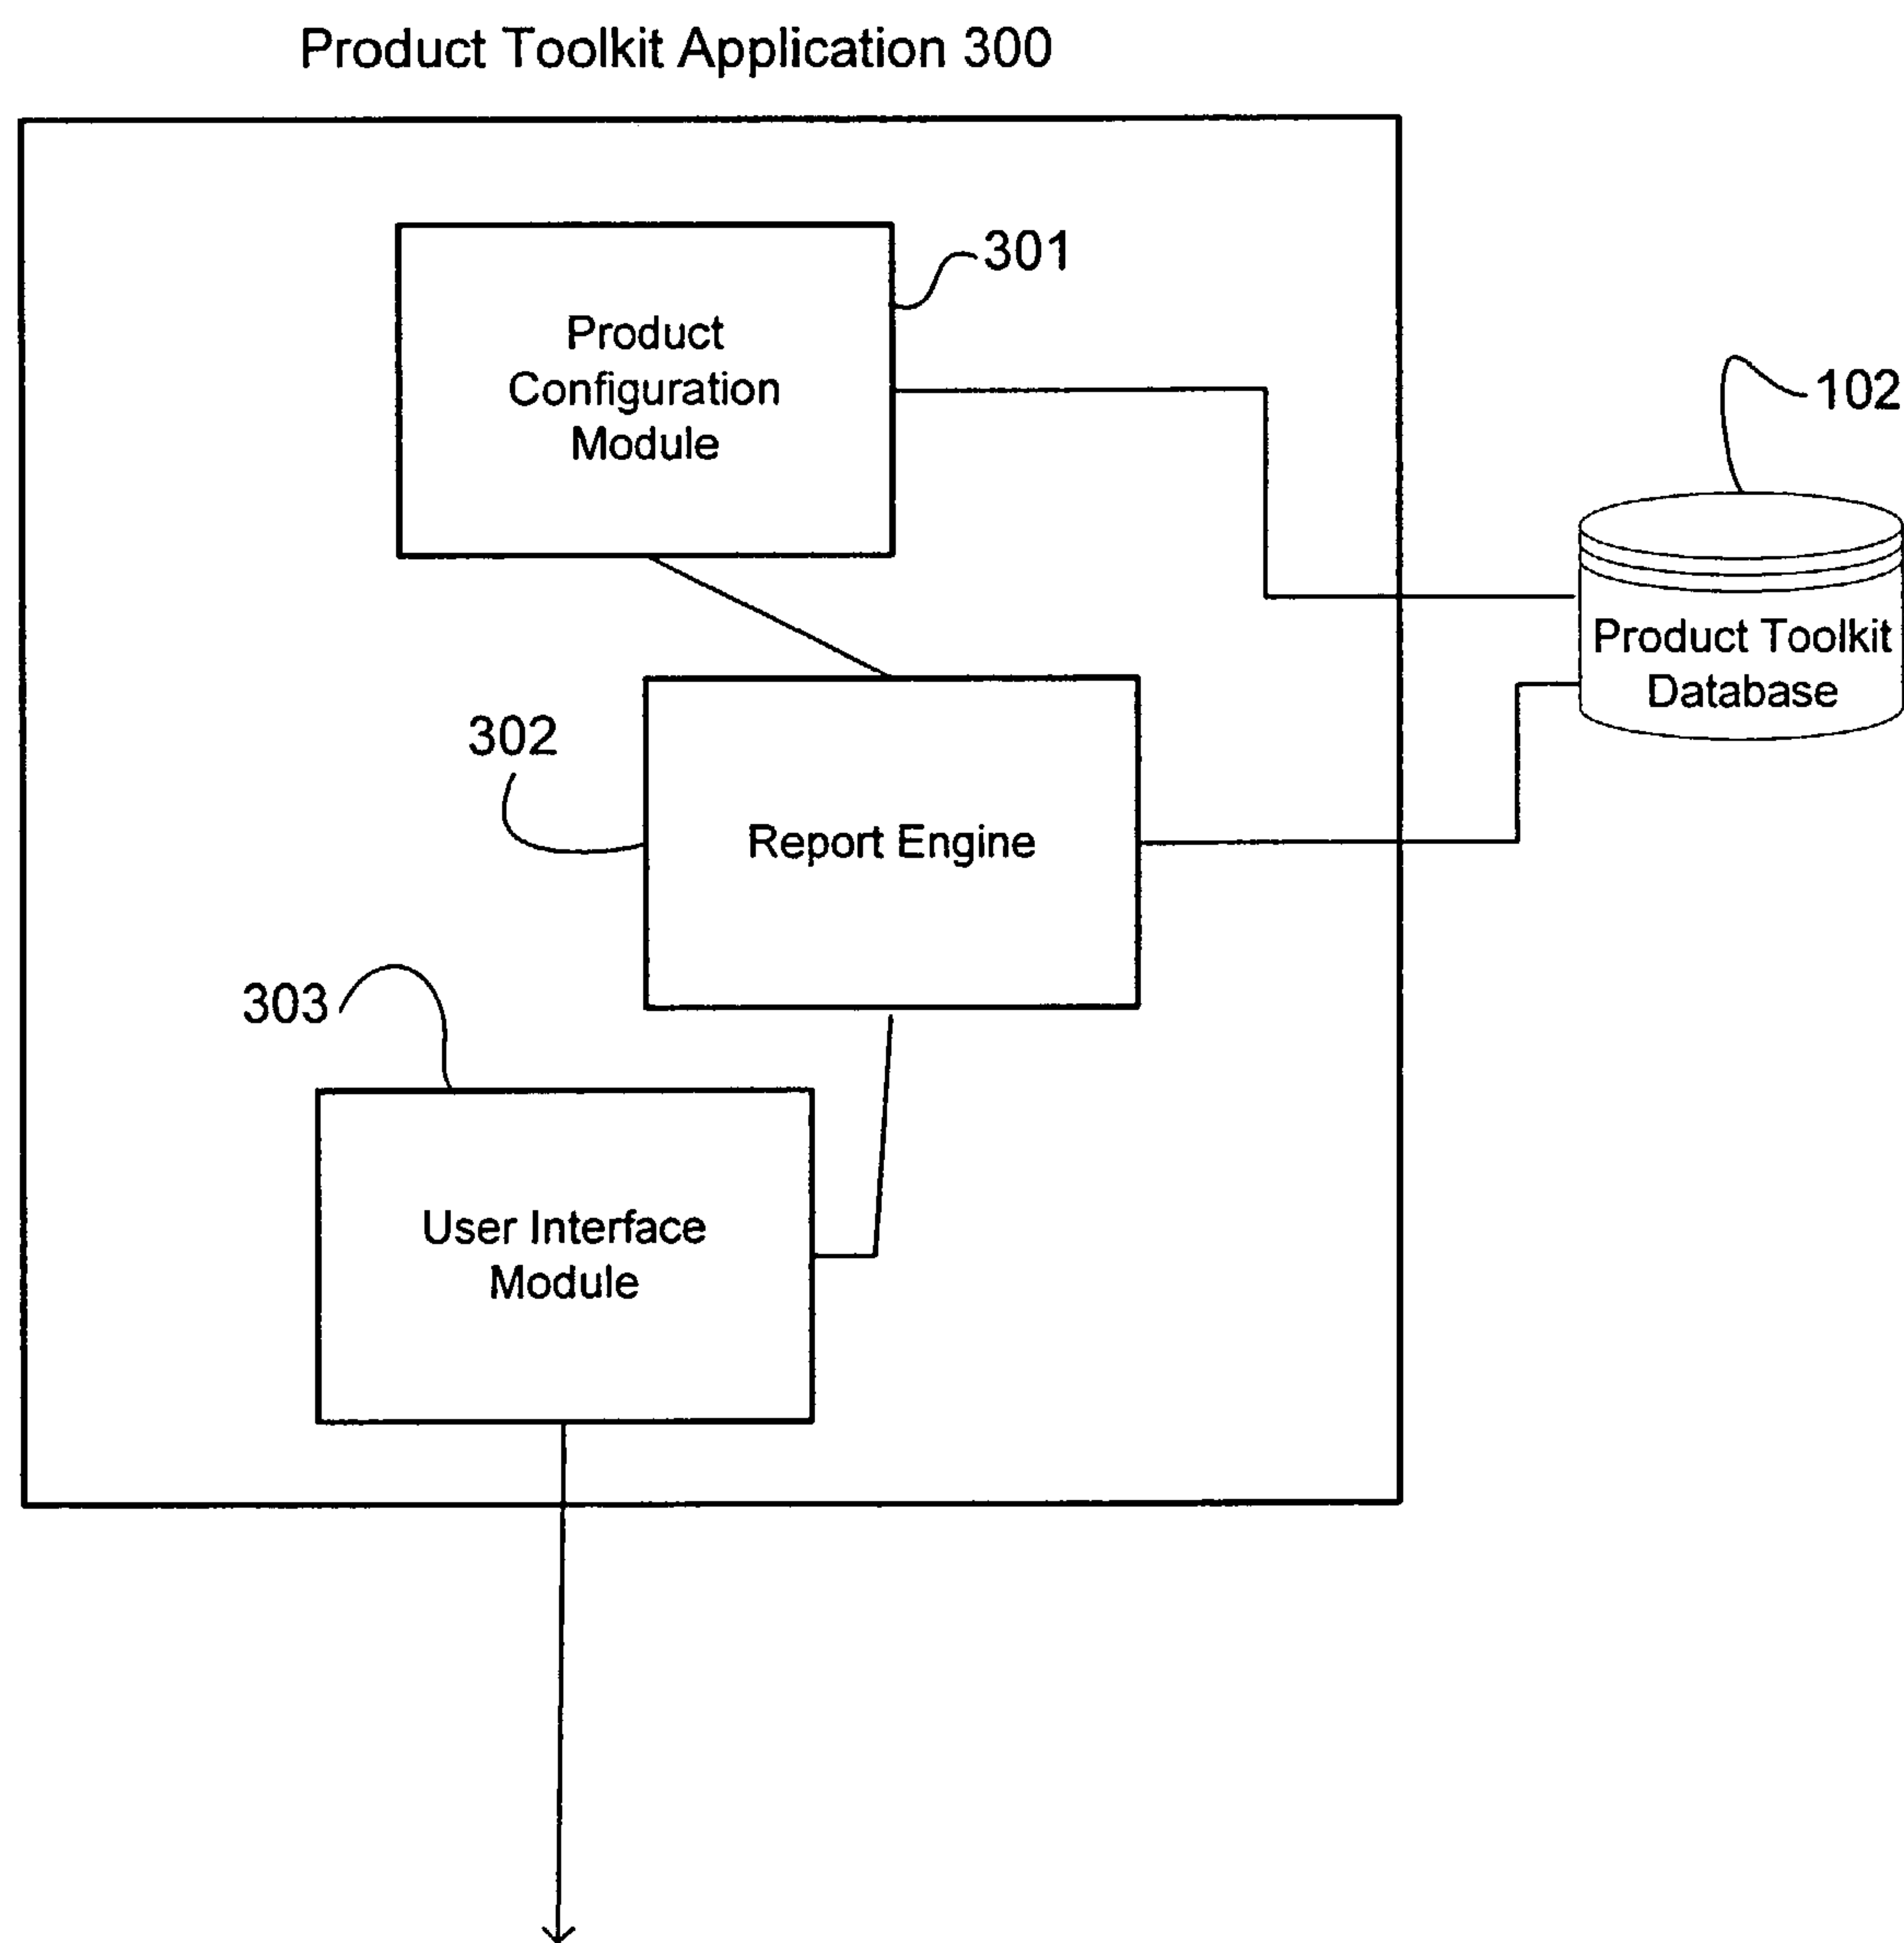 Product Toolkit Application 300
301
Product
Configuration
Module
102
Product Toolkit
Database
302
Report Engine
303
User Interface
Module